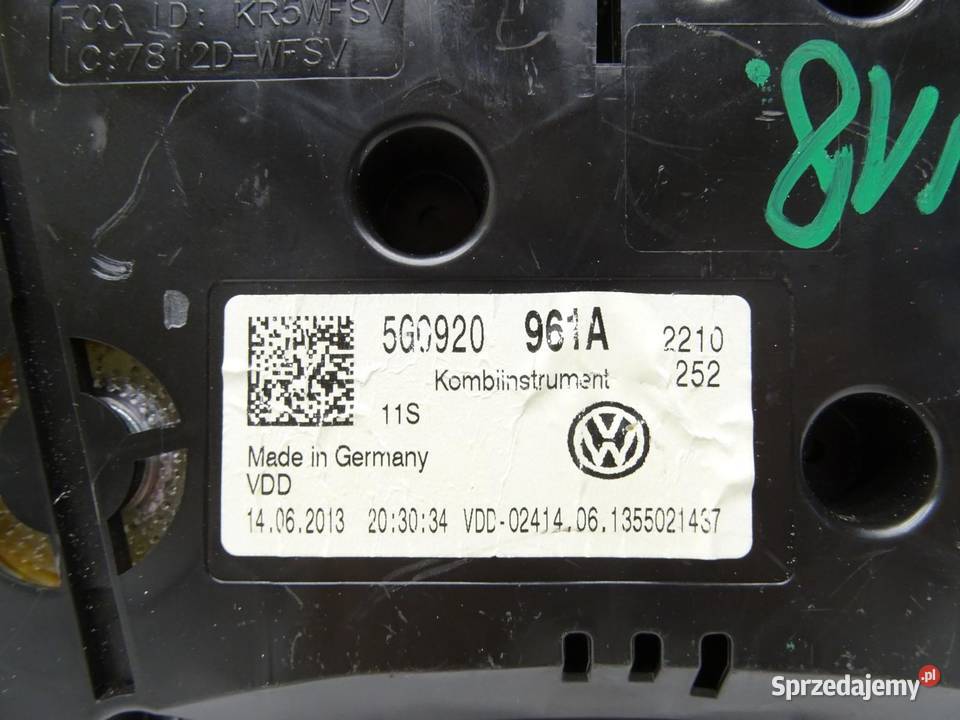 FCC ID: KR5WFSV
IC:7812D-WFSV
5G0920 961A 2210
Kombiinstrument 252
11S
Made in Germany
VDD
14.06.2013 20:30:34 VDD-02414.06.1355021437
Sprzedajemy.pl